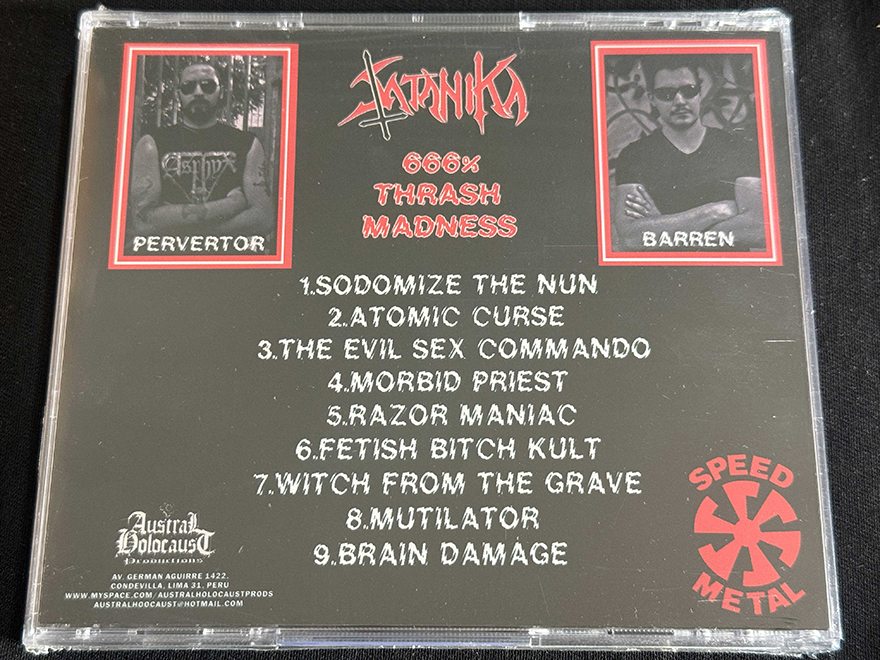 SATANIKA
666%
THRASH
MADNESS
Asphyx
PERVERTOR
BARREN
1.SODOMIZE THE NUN
2.ATOMIC CURSE
3.THE EVIL SEX COMMANDO
4.MORBID PRIEST
5.RAZOR MANIAC
6.FETISH BITCH KULT
7.WITCH FROM THE GRAVE
8.MUTILATOR
9.BRAIN DAMAGE
Austral
Holocaust
Productions
AV. GERMAN AGUIRRE 1422.
CONDEVILLA, LIMA 31, PERU
WWW.MYSPACE.COM/AUSTRALHOLOCAUSTPRODS
AUSTRALHOOCAUST@HOTMAIL.COM
SPEED
METAL